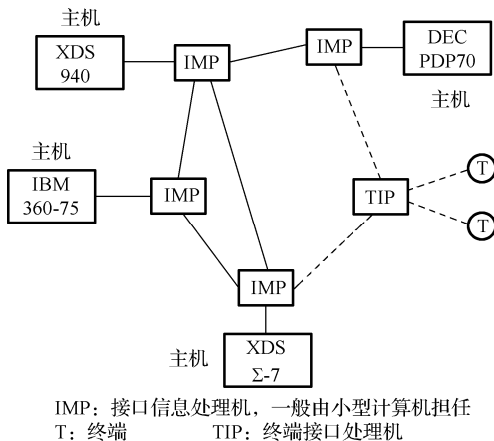 主机
XDS
940
IMP
IMP
DEC
PDP70
主机
主机
IBM
360-75
IMP
TIP
T
T
IMP
主机
XDS
Σ-7
IMP：接口信息处理机，一般由小型计算机担任
T：终端 TIP：终端接口处理机